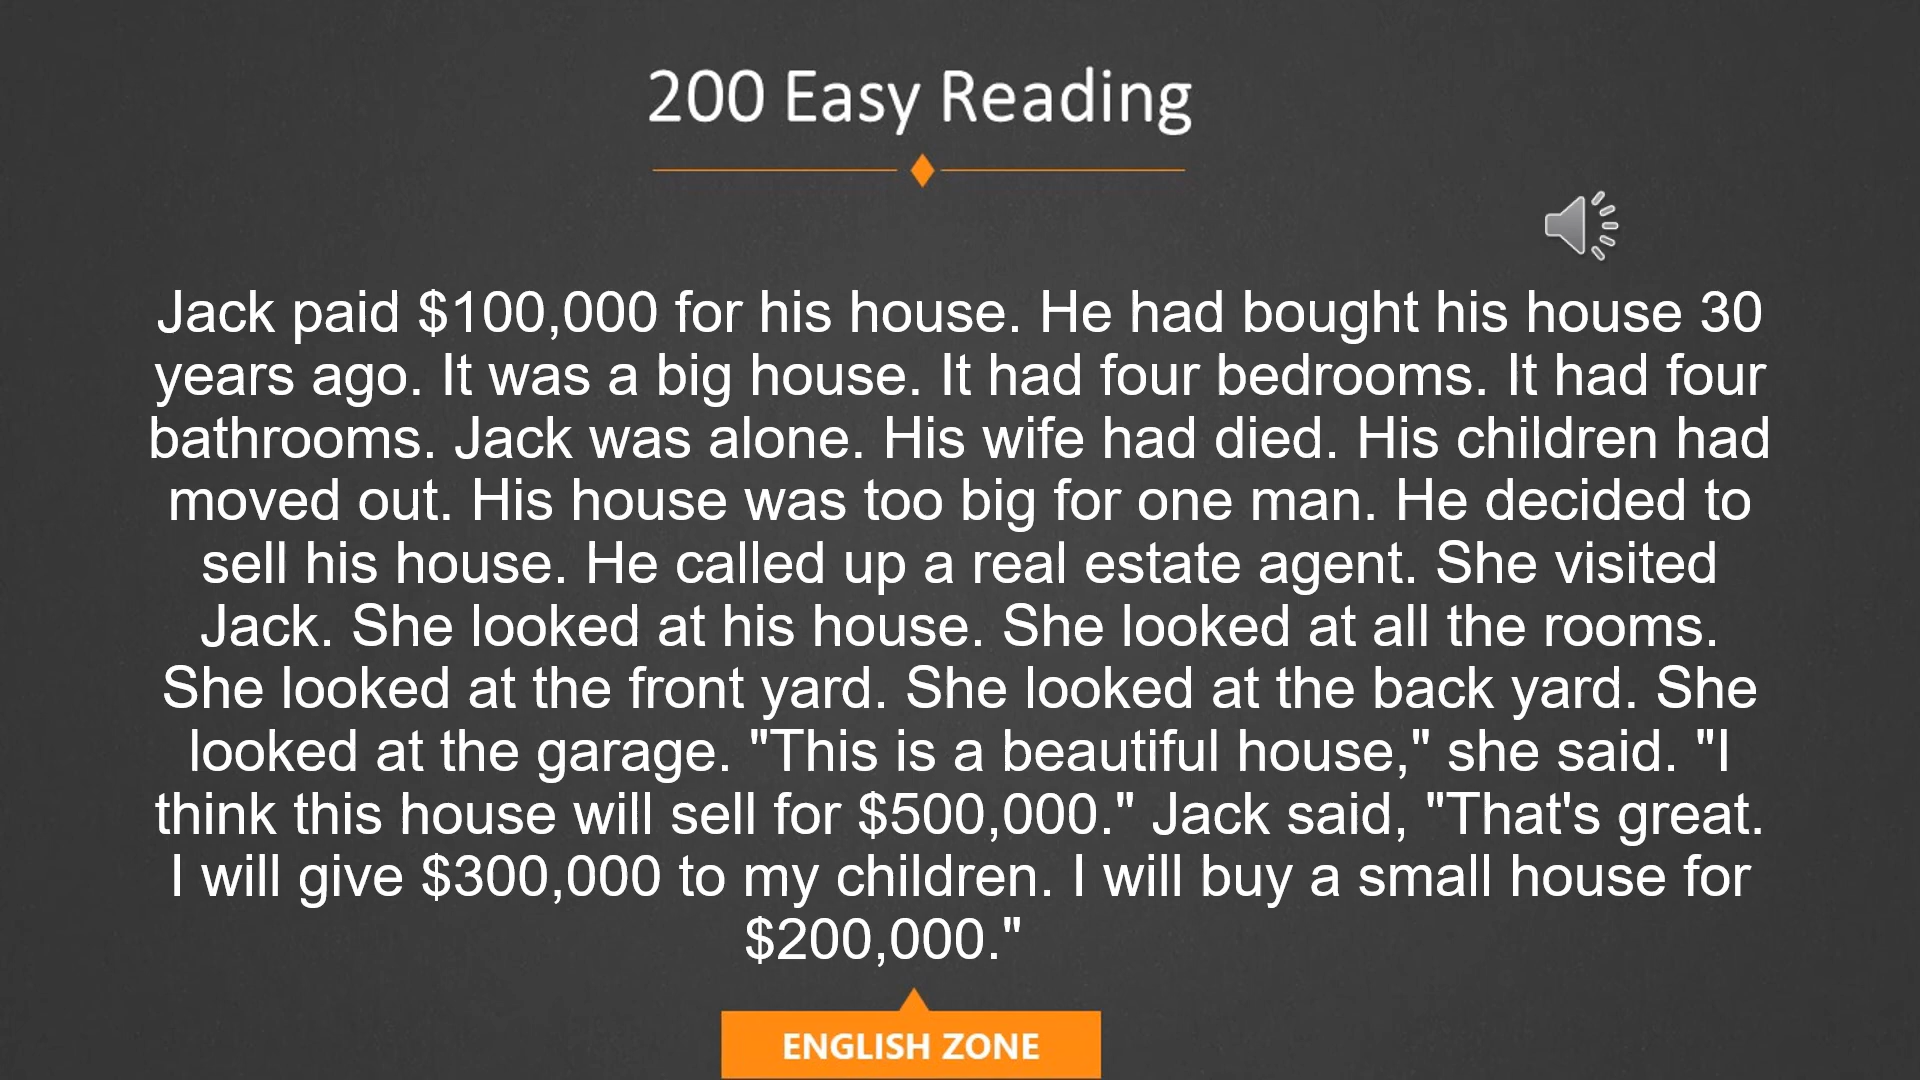 200 Easy Reading
Jack paid $100,000 for his house. He had bought his house 30
years ago. It was a big house. It had four bedrooms. It had four
bathrooms. Jack was alone. His wife had died. His children had
moved out. His house was too big for one man. He decided to
sell his house. He called up a real estate agent. She visited
Jack. She looked at his house. She looked at all the rooms.
She looked at the front yard. She looked at the back yard. She
looked at the garage. "This is a beautiful house," she said. "I
think this house will sell for $500,000." Jack said, "That's great.
I will give $300,000 to my children. I will buy a small house for
$200,000."
ENGLISH ZONE